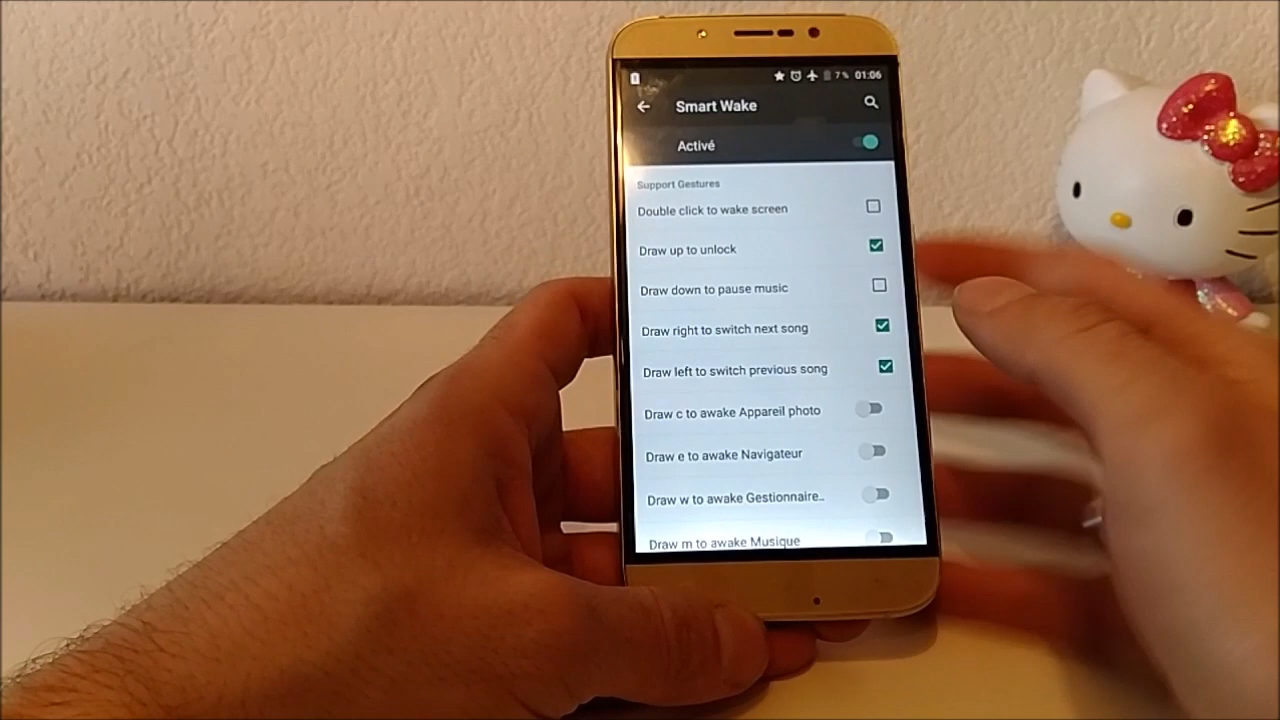 7% 01:06
Smart Wake
Activé
Support Gestures
Double click to wake screen
Draw up to unlock
Draw down to pause music
Draw right to switch next song
Draw left to switch previous song
Draw c to awake Appareil photo
Draw e to awake Navigateur
Draw w to awake Gestionnaire..
Draw m to awake Musique